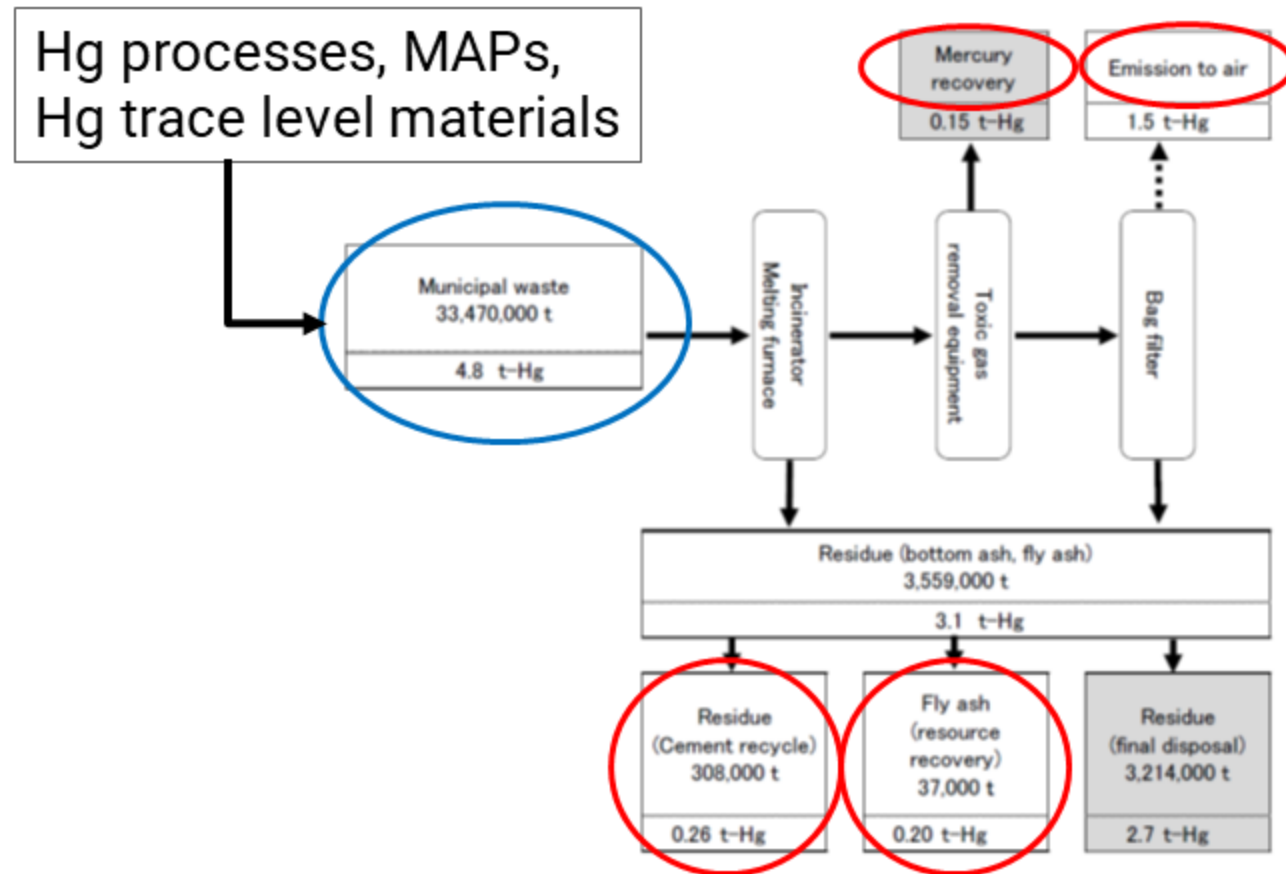 Hg processes, MAPs,
Hg trace level materials
Mercury
recovery
0.15 t-Hg
Emission to air
1.5 t-Hg
Municipal waste
33,470,000 t
4.8 t-Hg
Incinerator
Melting furnace
Toxic gas
removal equipment
Bag filter
Residue (bottom ash, fly ash)
3,559,000 t
3.1 t-Hg
Residue
(Cement recycle)
308,000 t
0.26 t-Hg
Fly ash
(resource
recovery)
37,000 t
0.20 t-Hg
Residue
(final disposal)
3,214,000 t
2.7 t-Hg